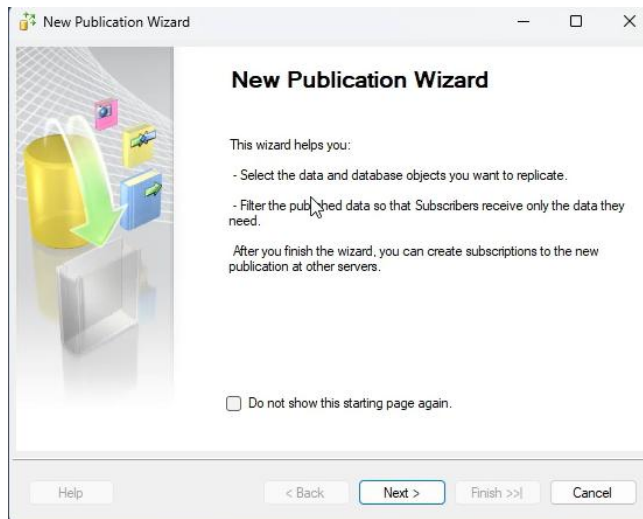 New Publication Wizard
New Publication Wizard
This wizard helps you:
- Select the data and database objects you want to replicate.
- Filter the published data so that Subscribers receive only the data they
need.
After you finish the wizard, you can create subscriptions to the new
publication at other servers.
Do not show this starting page again.
Help
< Back
Next >
Finish >>|
Cancel